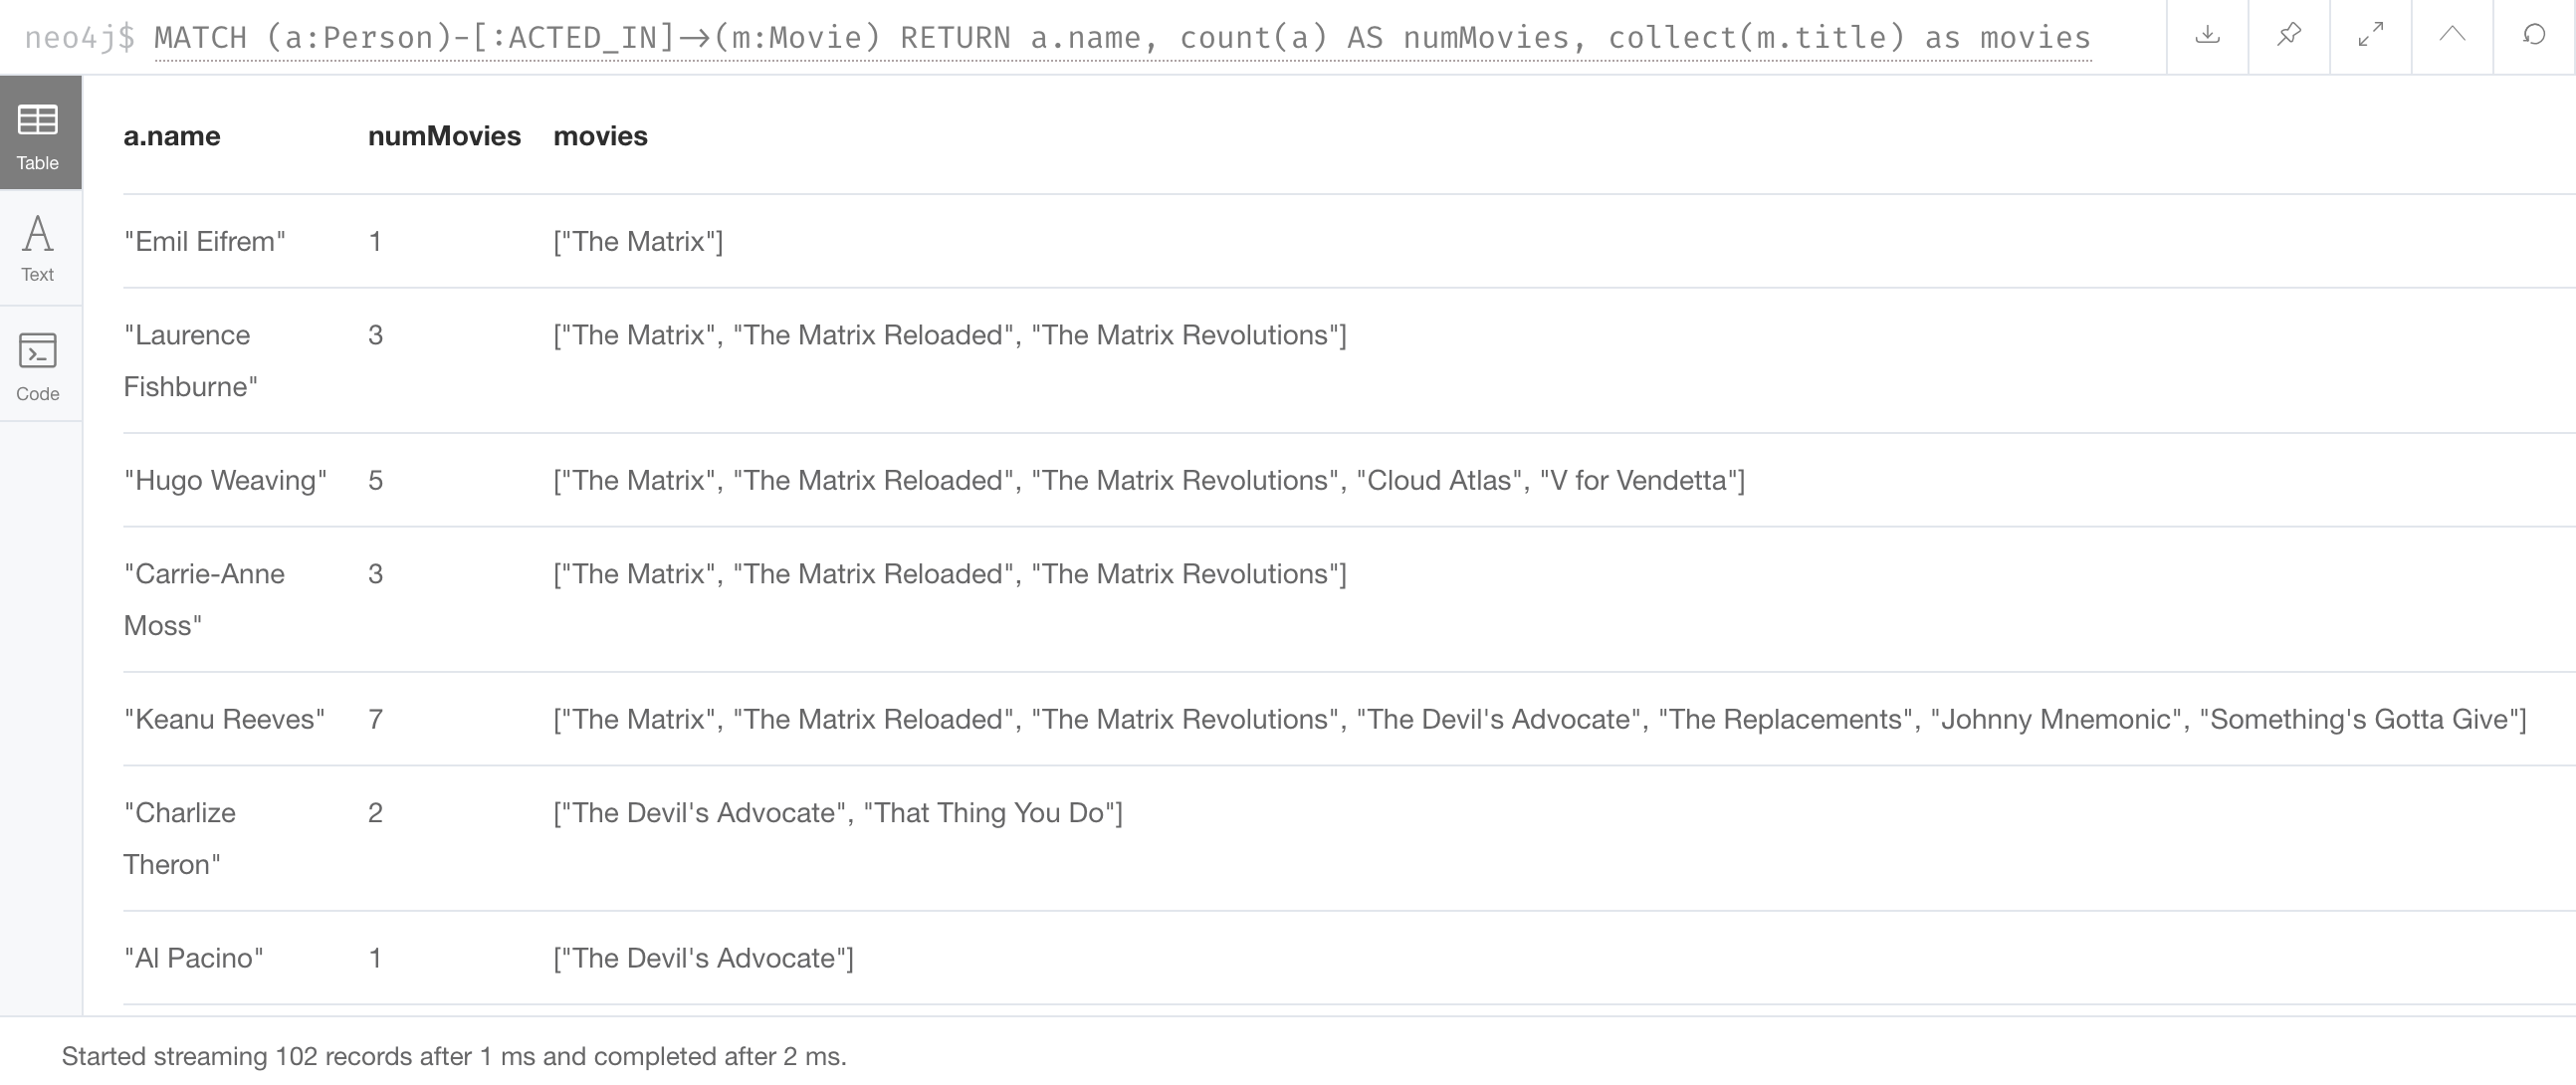 neo4j$ MATCH (a:Person)-[:ACTED_IN]→(m:Movie) RETURN a.name, count(a) AS numMovies, collect(m.title) as movies
Table
Text
Code
a.name numMovies movies
"Emil Eifrem" 1 ["The Matrix"]
"Laurence 3 ["The Matrix", "The Matrix Reloaded", "The Matrix Revolutions"]
Fishburne"
"Hugo Weaving" 5 ["The Matrix", "The Matrix Reloaded", "The Matrix Revolutions", "Cloud Atlas", "V for Vendetta"]
"Carrie-Anne 3 ["The Matrix", "The Matrix Reloaded", "The Matrix Revolutions"]
Moss"
"Keanu Reeves" 7 ["The Matrix", "The Matrix Reloaded", "The Matrix Revolutions", "The Devil's Advocate", "The Replacements", "Johnny Mnemonic", "Something's Gotta Give"]
"Charlize 2 ["The Devil's Advocate", "That Thing You Do"]
Theron"
"Al Pacino" 1 ["The Devil's Advocate"]
Started streaming 102 records after 1 ms and completed after 2 ms.